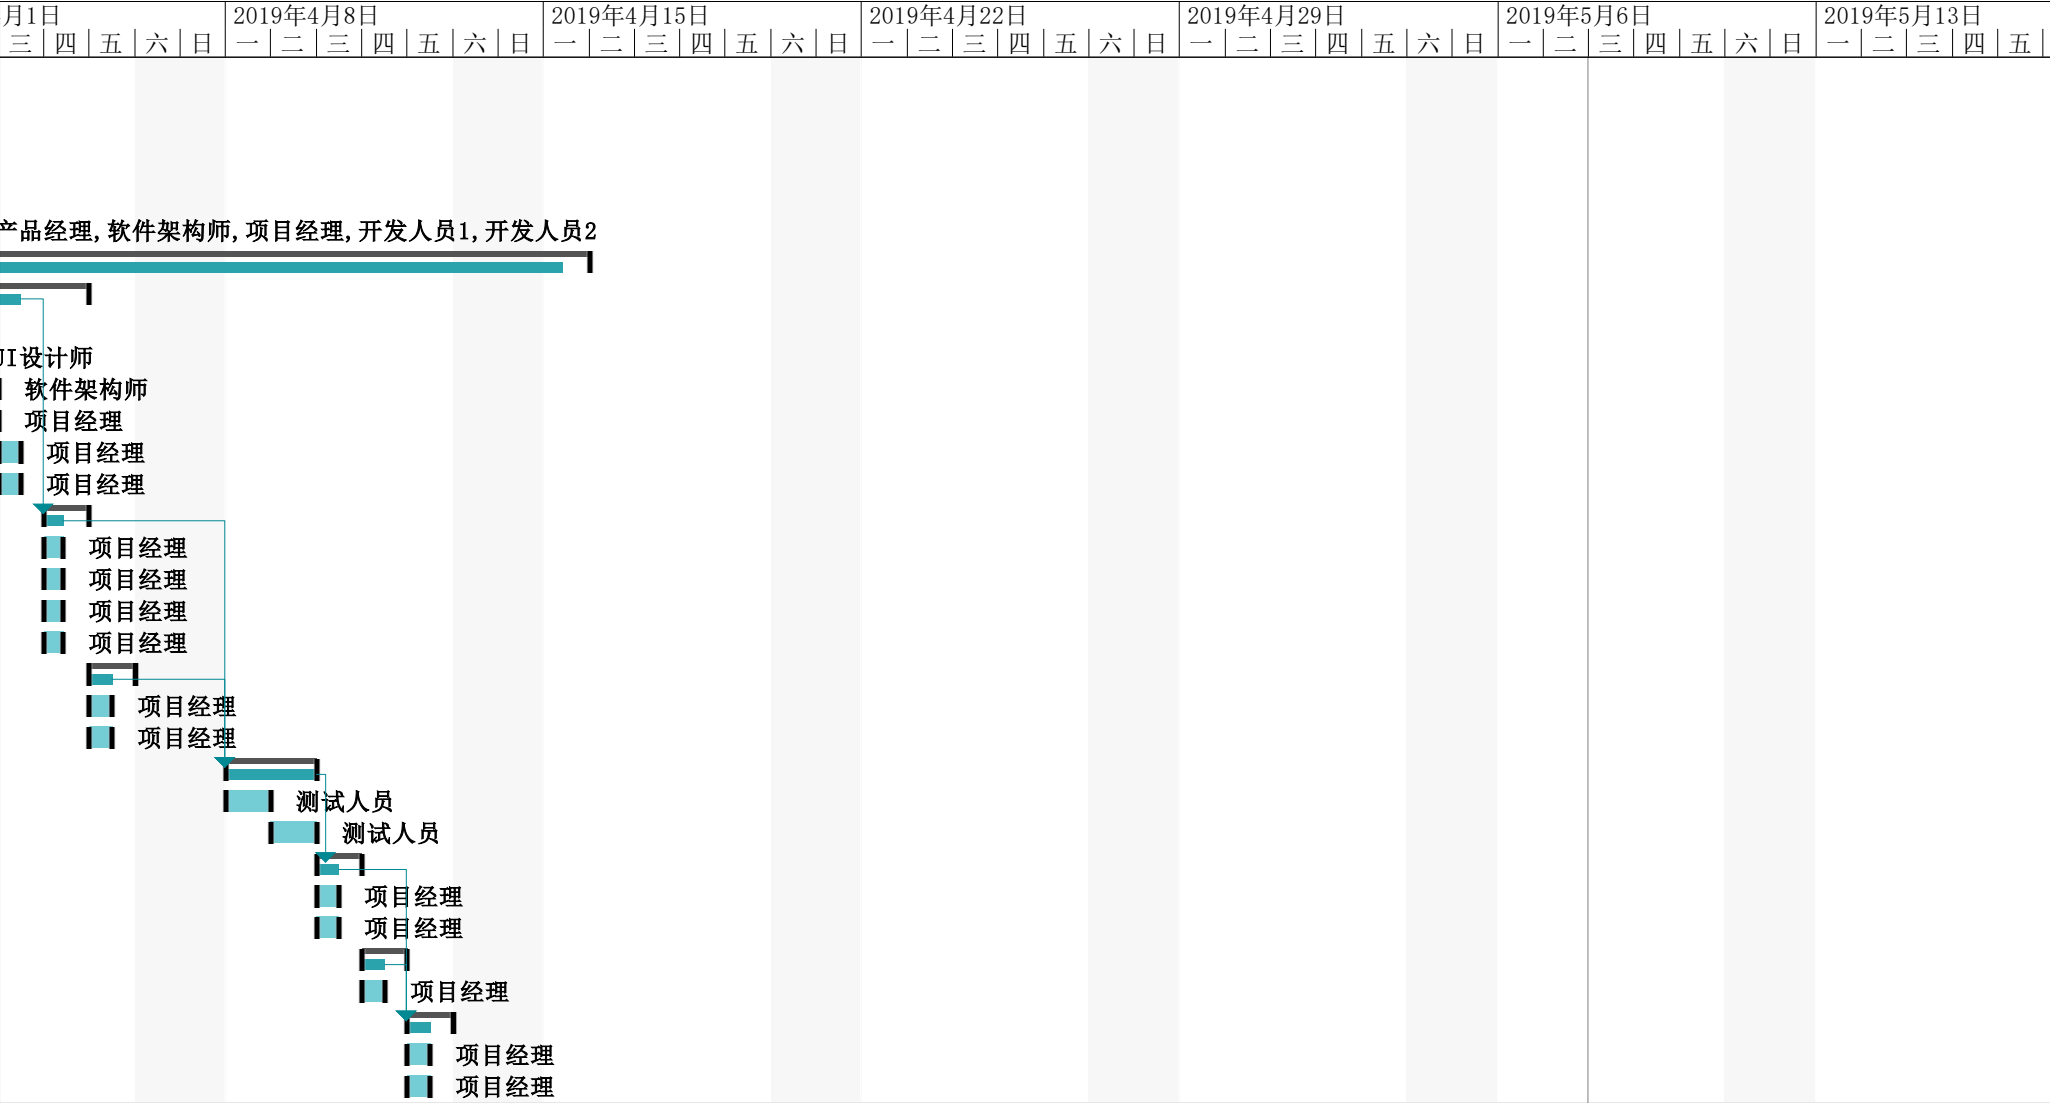 月1日 2019年4月8日 2019年4月15日 2019年4月22日 2019年4月29日 2019年5月6日 2019年5月13日
三 四 五 六 日 一 二 三 四 五 六 日 一 二 三 四 五 六 日 一 二 三 四 五 六 日 一 二 三 四 五 六 日 一 二 三 四 五 六 日 一 二 三 四 五
产品经理,软件架构师,项目经理,开发人员1,开发人员2
UI设计师
软件架构师
项目经理
项目经理
项目经理
项目经理
项目经理
项目经理
项目经理
项目经理
项目经理
测试人员
测试人员
项目经理
项目经理
项目经理
项目经理
项目经理